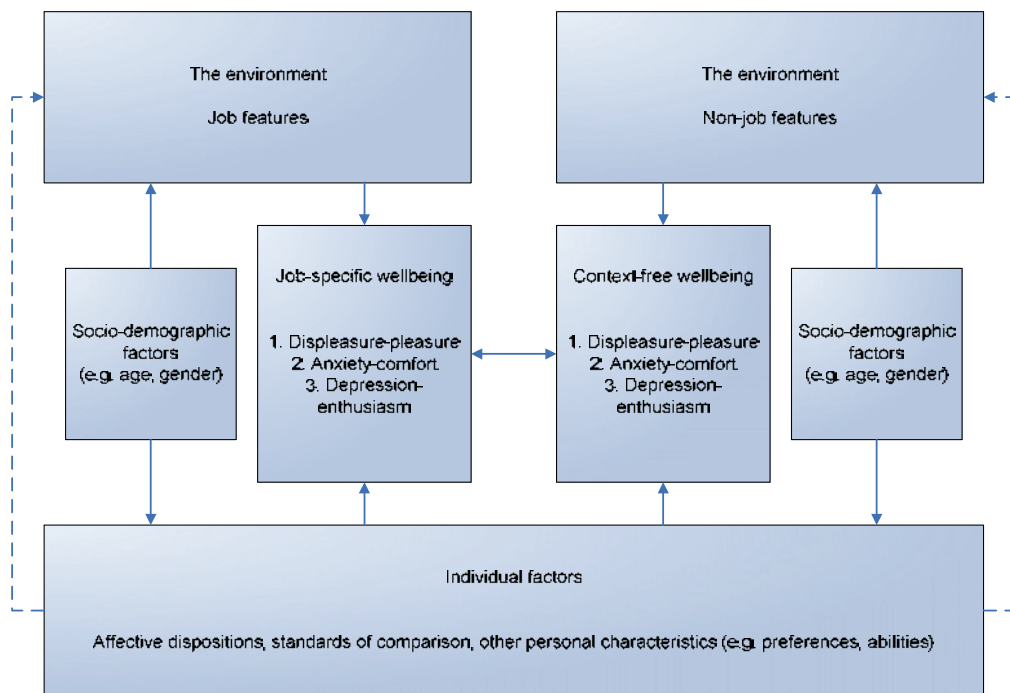 The environment
Job features
The environment
Non-job features
Socio-demographic
factors
(e.g. age, gender)
Job-specific wellbeing
1. Displeasure-pleasure
2. Anxiety-comfort
3. Depression-
enthusiasm
Context-free wellbeing
1. Displeasure-pleasure
2. Anxiety-comfort
3. Depression-
enthusiasm
Socio-demographic
factors
(e.g. age, gender)
Individual factors
Affective dispositions, standards of comparison, other personal characteristics (e.g. preferences, abilities)